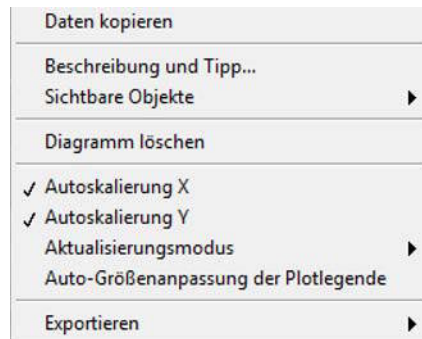 Daten kopieren
Beschreibung und Tipp...
Sichtbare Objekte
Diagramm löschen
Autoskalierung X
Autoskalierung Y
Aktualisierungsmodus
Auto-Größenanpassung der Plotlegende
Exportieren